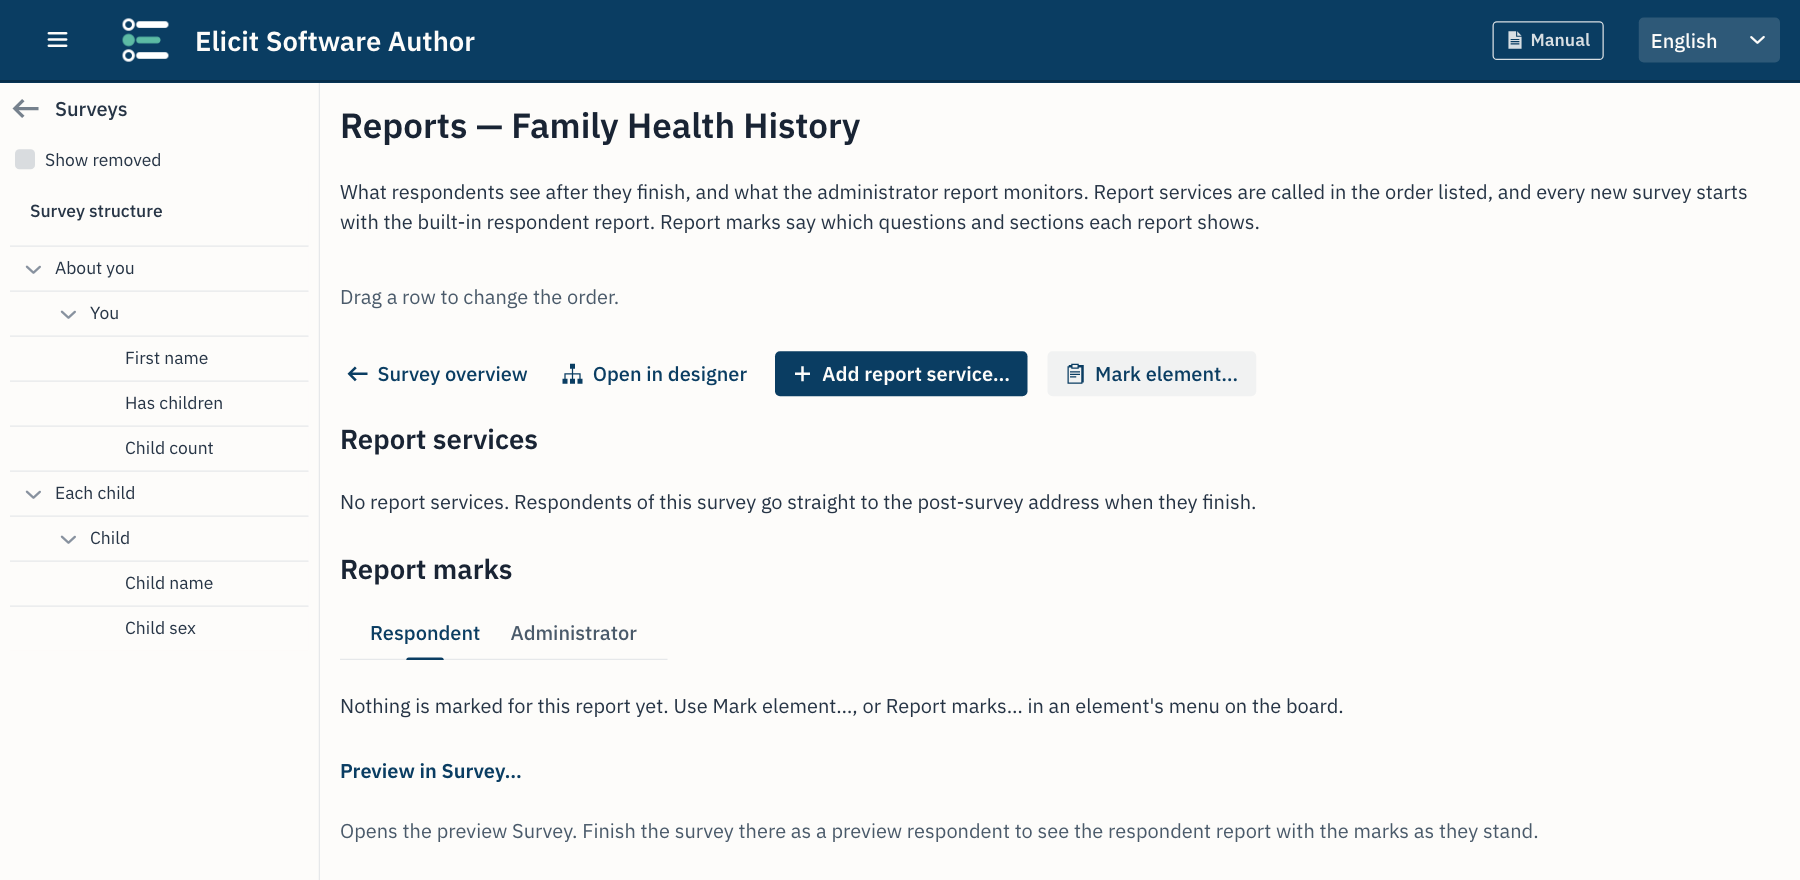 Elicit Software Author
Manual
English
Surveys
Show removed
Survey structure
About you
You
First name
Has children
Child count
Each child
Child
Child name
Child sex
Reports — Family Health History
What respondents see after they finish, and what the administrator report monitors. Report services are called in the order listed, and every new survey starts
with the built-in respondent report. Report marks say which questions and sections each report shows.
Drag a row to change the order.
Survey overview
Open in designer
+ Add report service...
Mark element...
Report services
No report services. Respondents of this survey go straight to the post-survey address when they finish.
Report marks
Respondent
Administrator
Nothing is marked for this report yet. Use Mark element..., or Report marks... in an element's menu on the board.
Preview in Survey...
Opens the preview Survey. Finish the survey there as a preview respondent to see the respondent report with the marks as they stand.